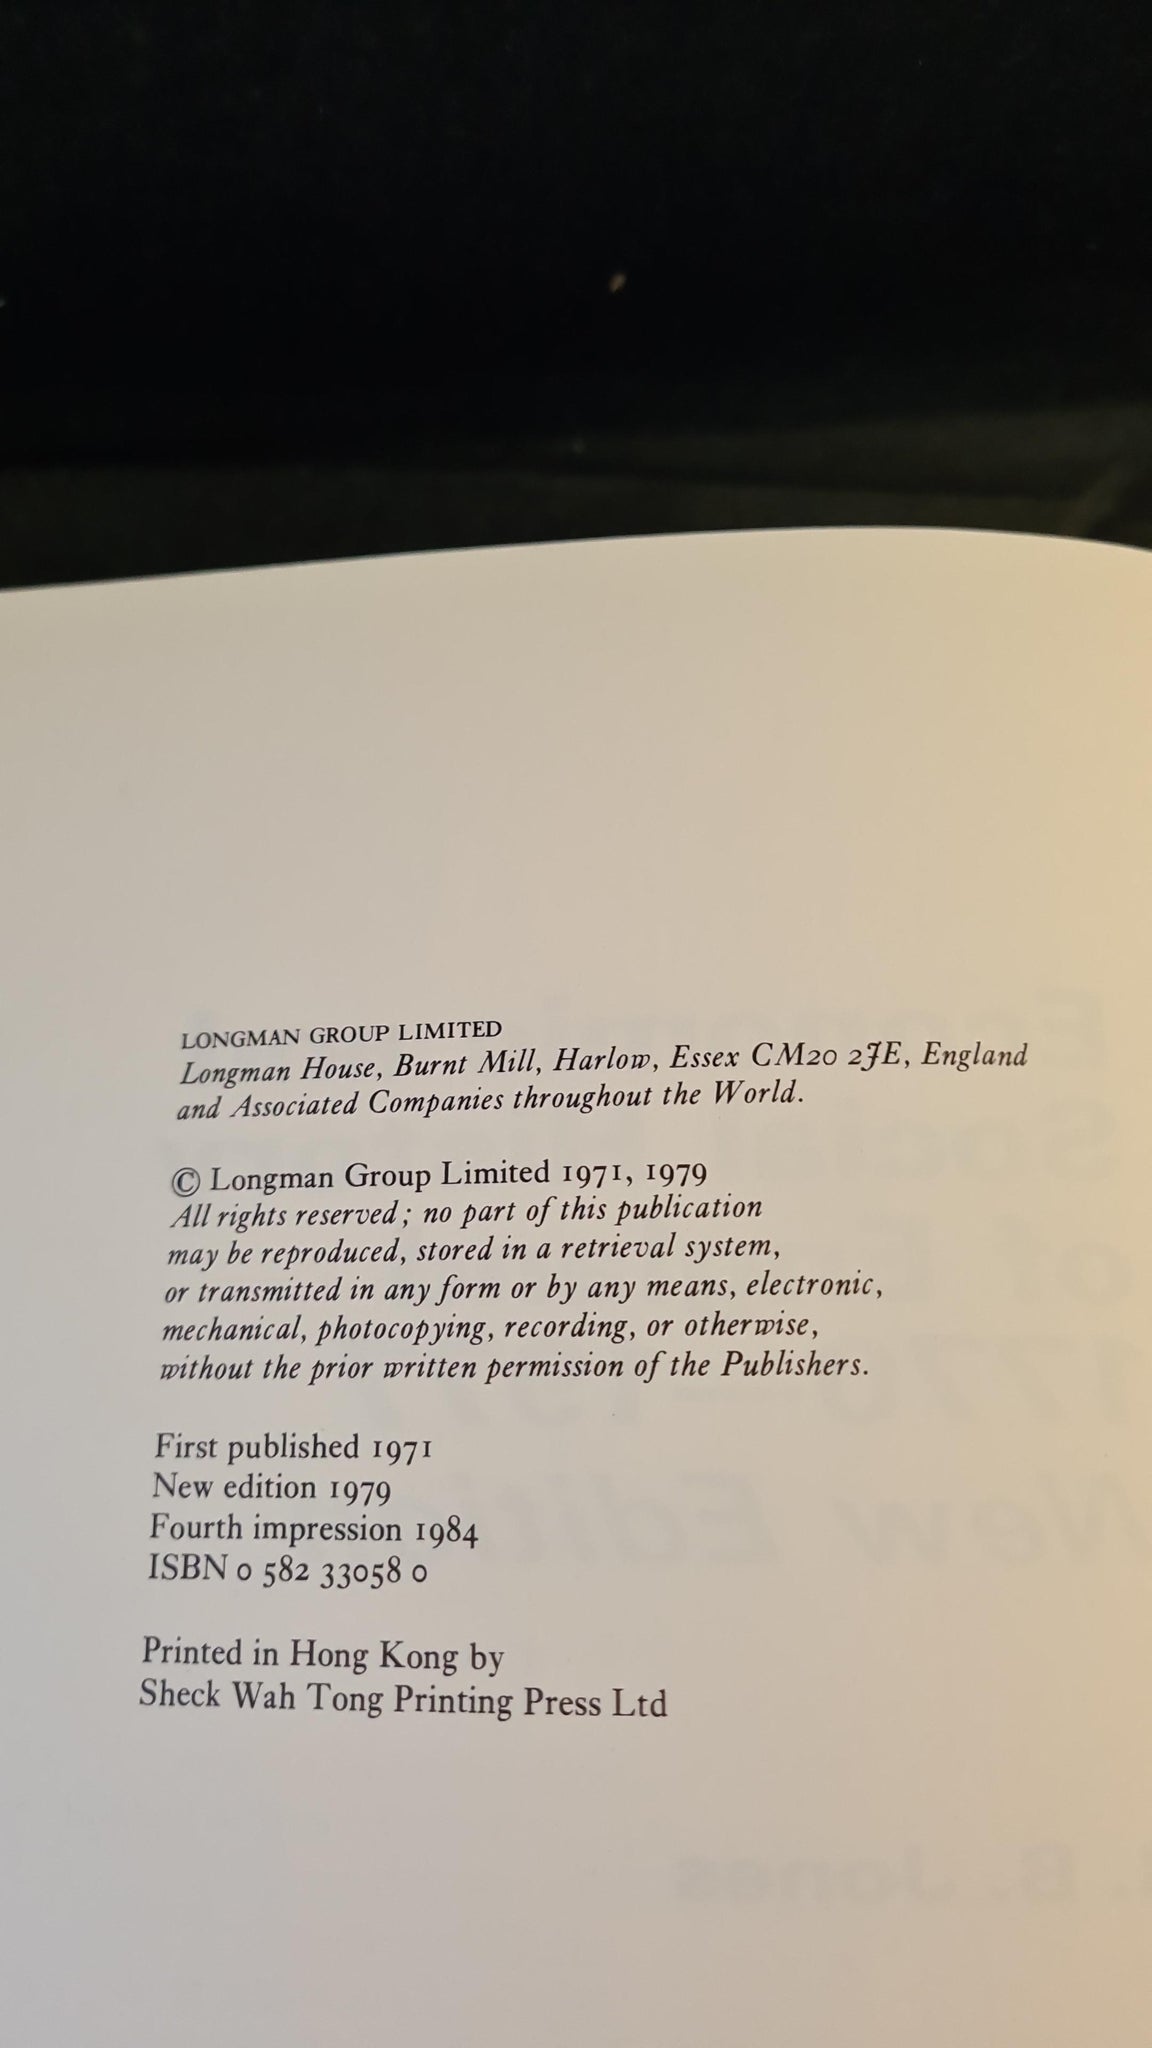 LONGMAN GROUP LIMITED
Longman House, Burnt Mill, Harlow, Essex CM20 2JE, England
and Associated Companies throughout the World.
© Longman Group Limited 1971, 1979
All rights reserved; no part of this publication
may be reproduced, stored in a retrieval system,
or transmitted in any form or by any means, electronic,
mechanical, photocopying, recording, or otherwise,
without the prior written permission of the Publishers.
First published 1971
New edition 1979
Fourth impression 1984
ISBN 0 582 33058 0
Printed in Hong Kong by
Sheck Wah Tong Printing Press Ltd